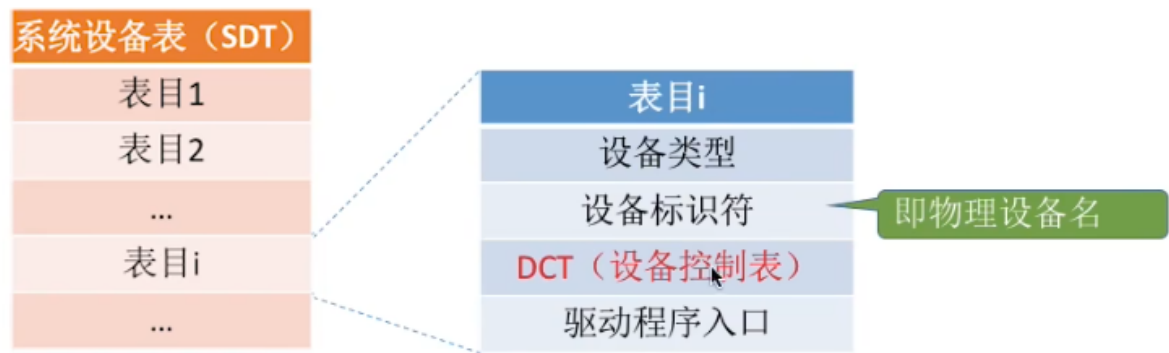 系统设备表（SDT）
表目1
表目2
...
表目i
...
表目i
设备类型
设备标识符
DCT（设备控制表）
驱动程序入口
即物理设备名